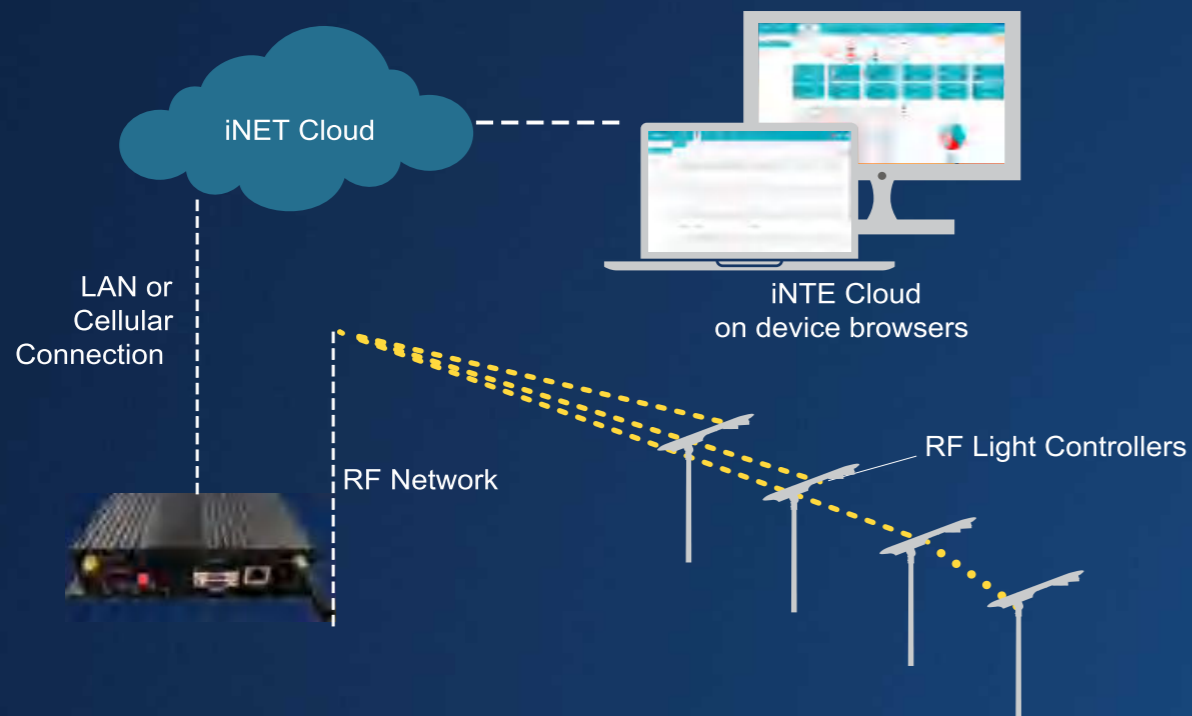 iNET Cloud
LAN or
Cellular
Connection
iNTE Cloud
on device browsers
RF Network
RF Light Controllers